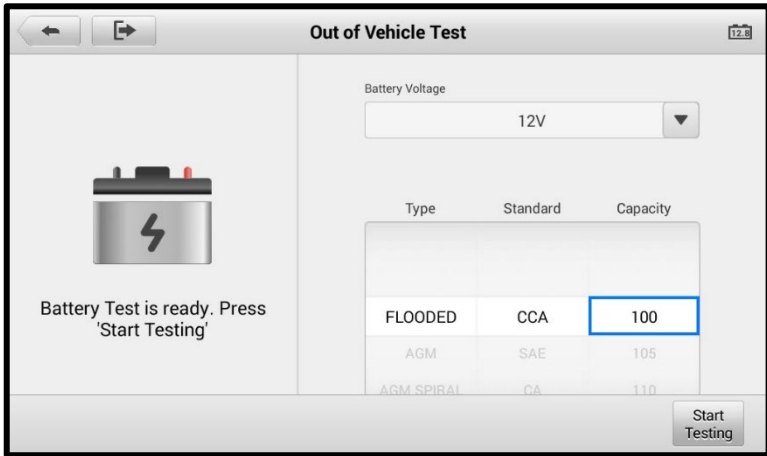 Out of Vehicle Test
12.8
Battery Voltage
12V
Type Standard Capacity
FLOODED CCA 100
AGM SAE 105
AGM SPIRAL CA 110
Battery Test is ready. Press
'Start Testing'
Start
Testing